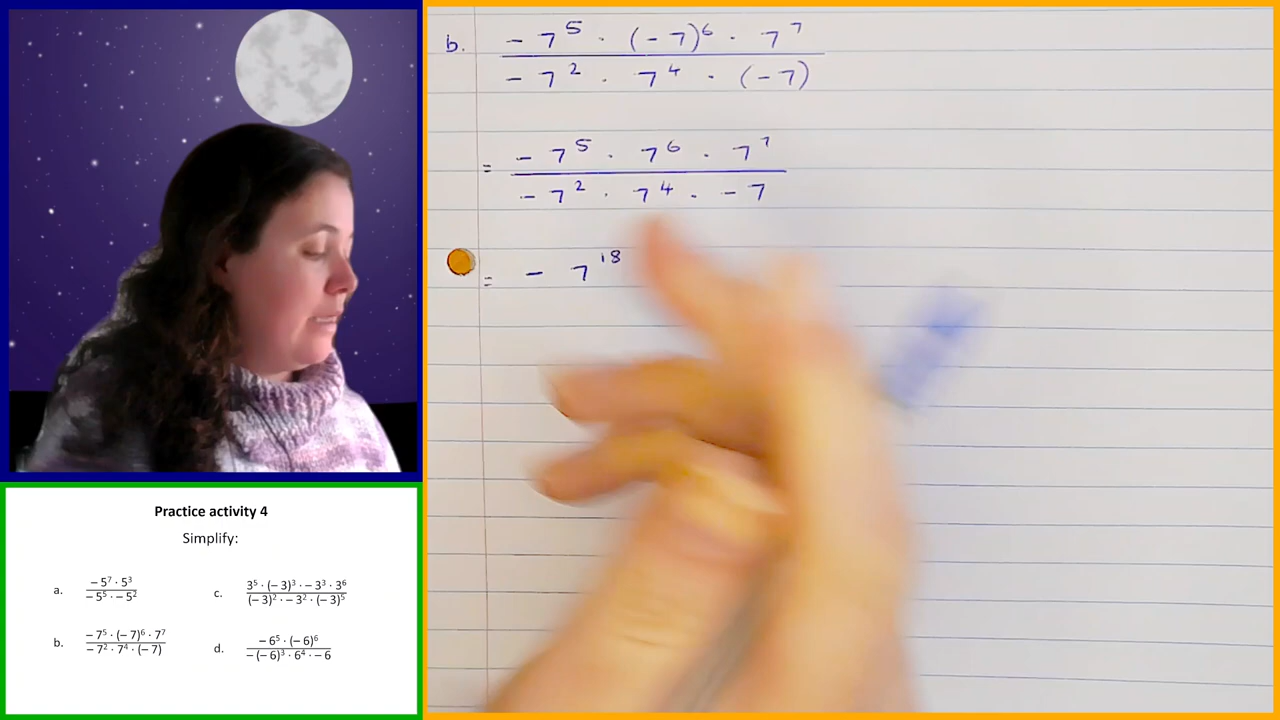 b. − 7⁵ · (−7)⁶ · 7⁷
− 7² · 7⁴ · (−7)
= − 7⁵ · 7⁶ · 7⁷
− 7² · 7⁴ · − 7
= − 7¹⁸
Practice activity 4
Simplify:
a. − 5⁷ · 5³
− 5⁵ · − 5²
b. − 7⁵ · (− 7)⁶ · 7⁷
− 7² · 7⁴ · (− 7)
c. 3⁵ · (− 3)³ · − 3³ · 3⁶
(− 3)² · − 3² · (− 3)⁵
d. − 6⁵ · (− 6)⁶
− (− 6)³ · 6⁴ · − 6